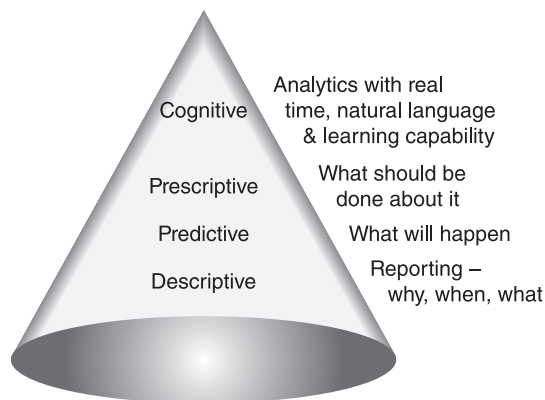 Cognitive
Analytics with real
time, natural language
& learning capability
Prescriptive
What should be
done about it
Predictive
What will happen
Descriptive
Reporting –
why, when, what